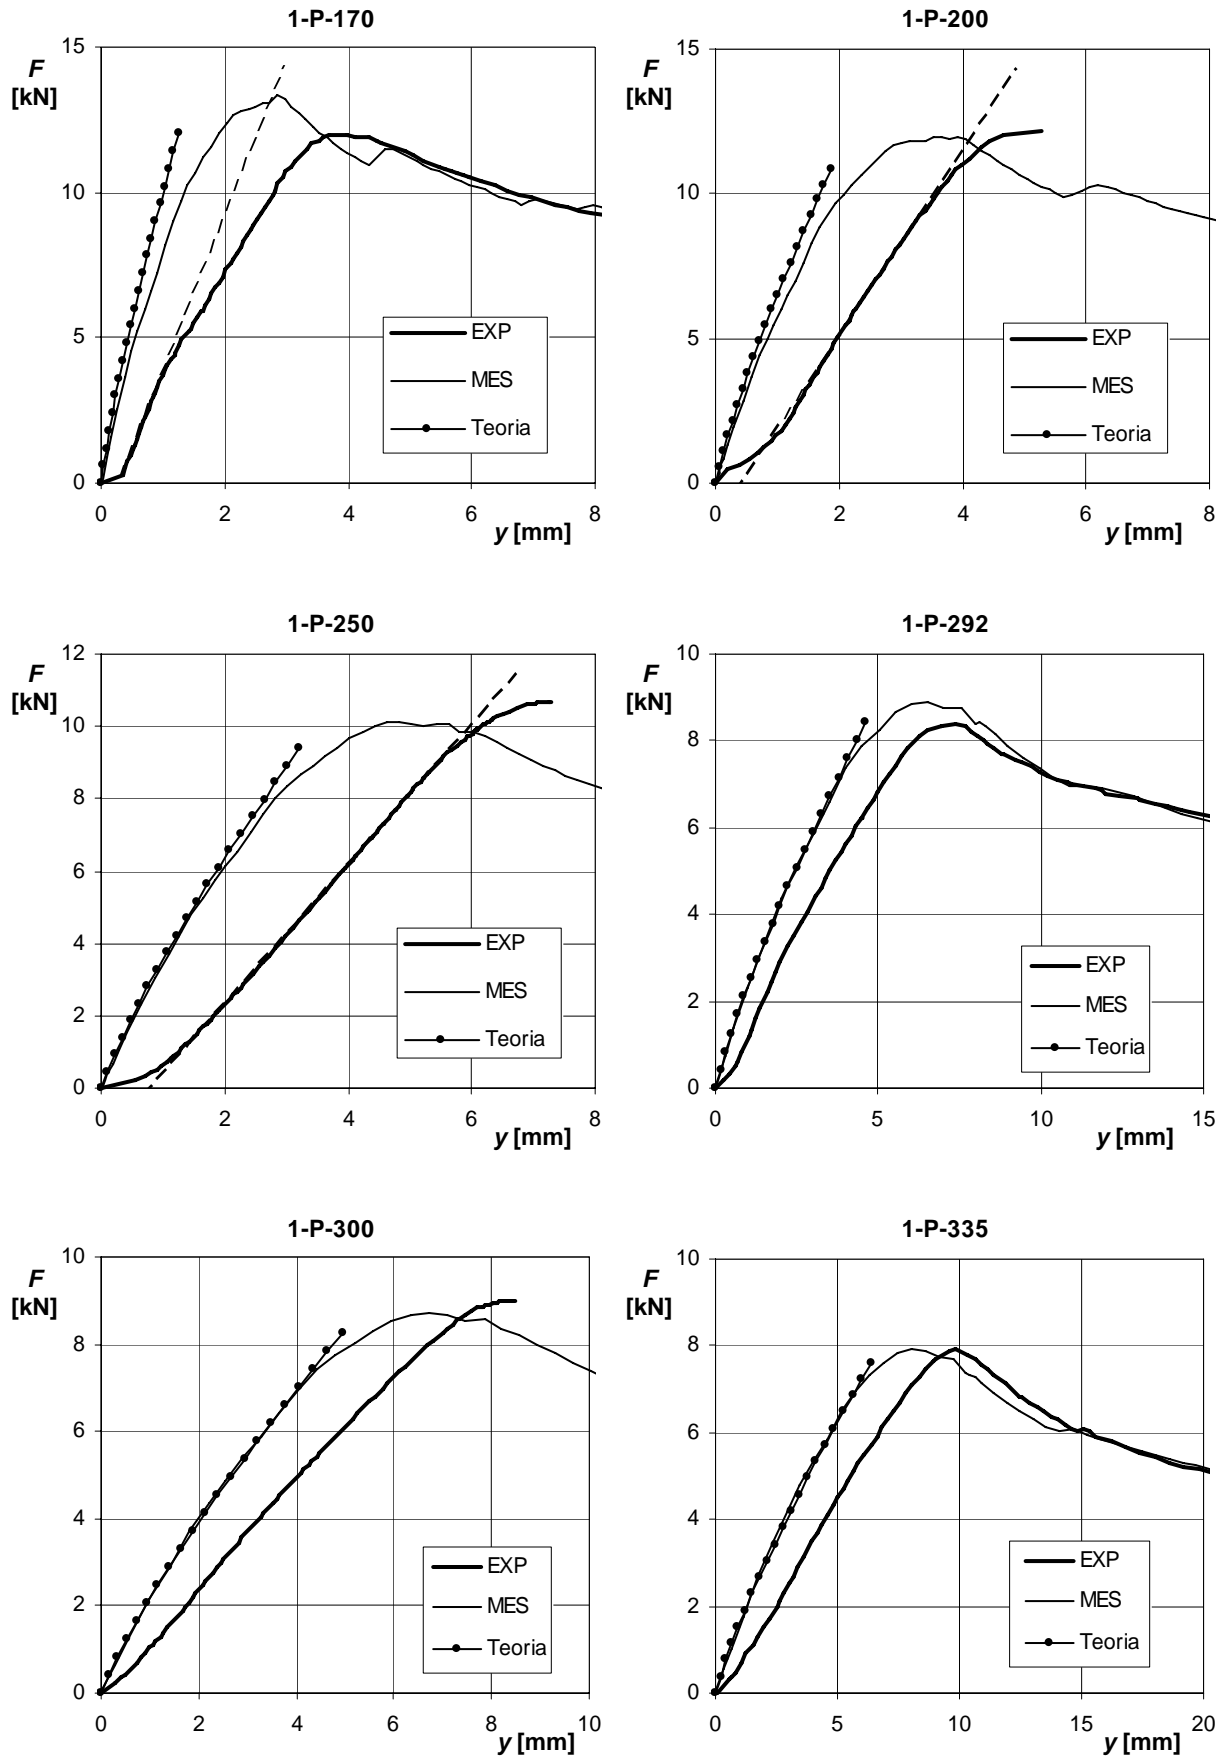 1-P-170
F
[kN]
15
10
5
0
0 2 4 6 8
y [mm]
EXP
MES
Teoria
1-P-200
F
[kN]
15
10
5
0
0 2 4 6 8
y [mm]
EXP
MES
Teoria
1-P-250
F
[kN]
12
10
8
6
4
2
0
0 2 4 6 8
y [mm]
EXP
MES
Teoria
1-P-292
F
[kN]
10
8
6
4
2
0
0 5 10 15
y [mm]
EXP
MES
Teoria
1-P-300
F
[kN]
10
8
6
4
2
0
0 2 4 6 8 10
y [mm]
EXP
MES
Teoria
1-P-335
F
[kN]
10
8
6
4
2
0
0 5 10 15 20
y [mm]
EXP
MES
Teoria